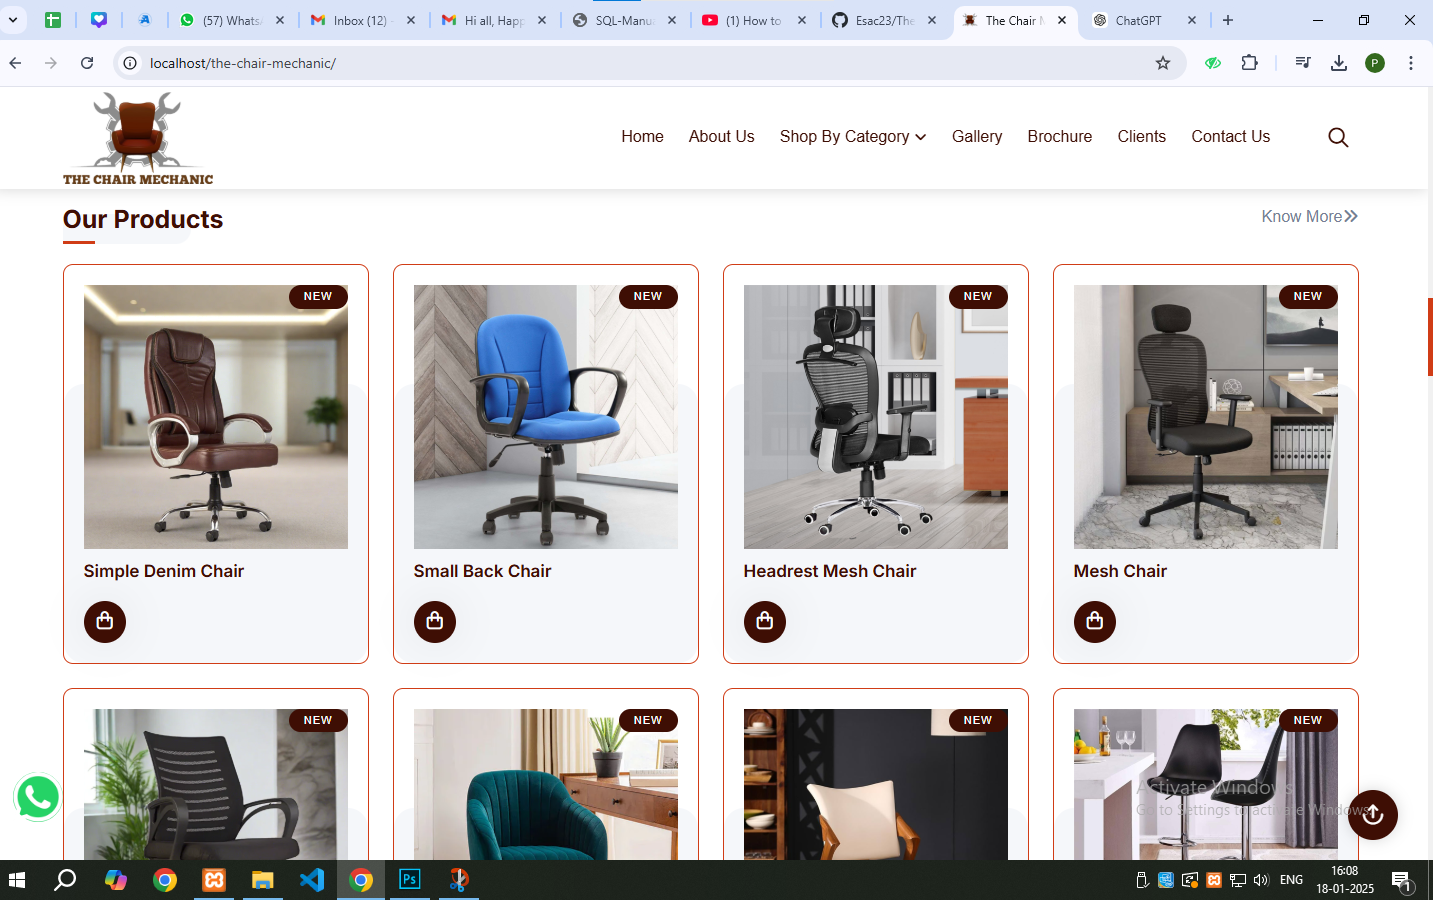 (57) Whats
Inbox (12) -
Hi all, Happ
SQL-Manu
(1) How to
Esac23/The
The Chair M
ChatGPT
localhost/the-chair-mechanic/
P
THE CHAIR MECHANIC
Home
About Us
Shop By Category
Gallery
Brochure
Clients
Contact Us
Our Products
Know More
NEW
NEW
NEW
NEW
Simple Denim Chair
Small Back Chair
Headrest Mesh Chair
Mesh Chair
NEW
NEW
NEW
NEW
Activate Windows
Go to Settings to activate Windows.
Ps
ENG
16:08
18-01-2025
1